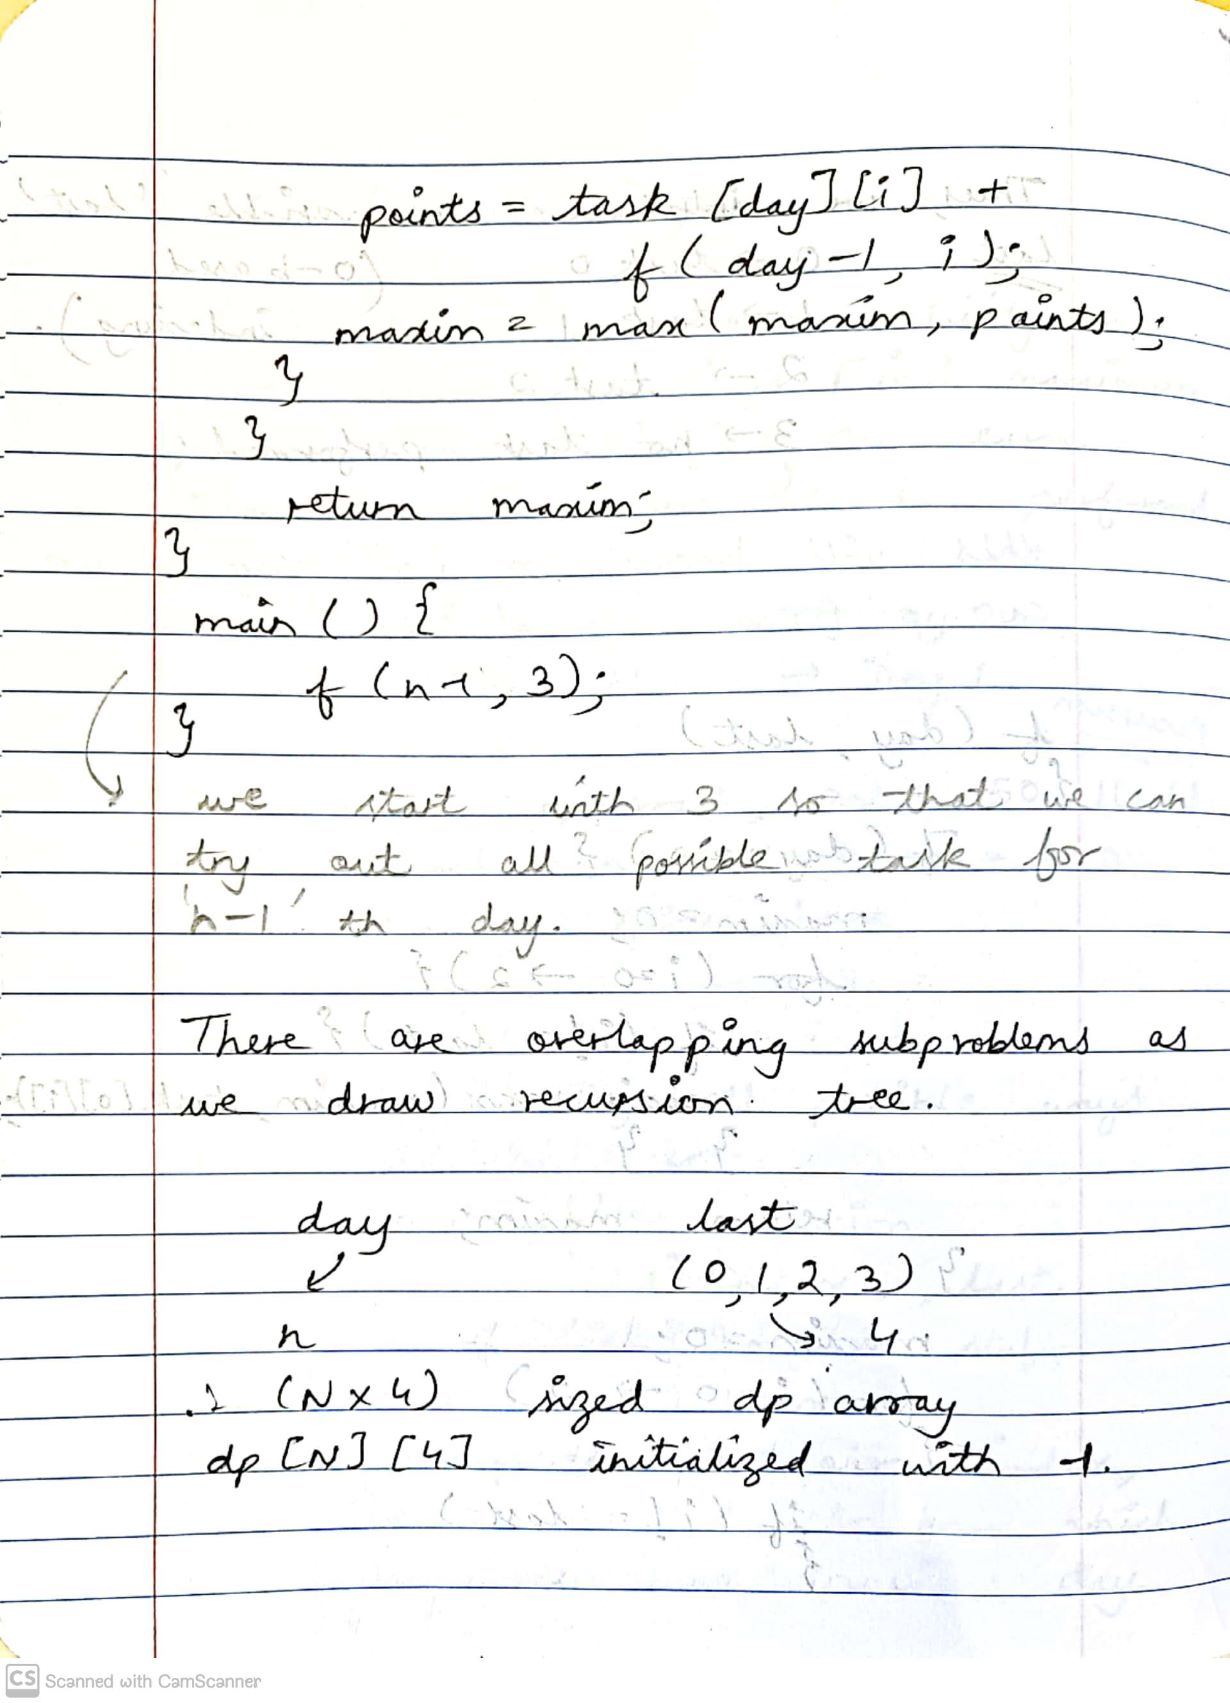 points = task [day] [i] +
f ( day -1, i );
maxim = max ( maxim, points );
}
}
return maxim;
}
main () {
f (n-1, 3);
}
we start with 3 so that we can
try out all possible task for
'n-1' th day.
There are overlapping subproblems as
we draw recursion tree.
day last
(0,1,2,3)
n 4
∴ (N x 4) sized dp array
dp [N] [4] initialized with -1.
CS Scanned with CamScanner